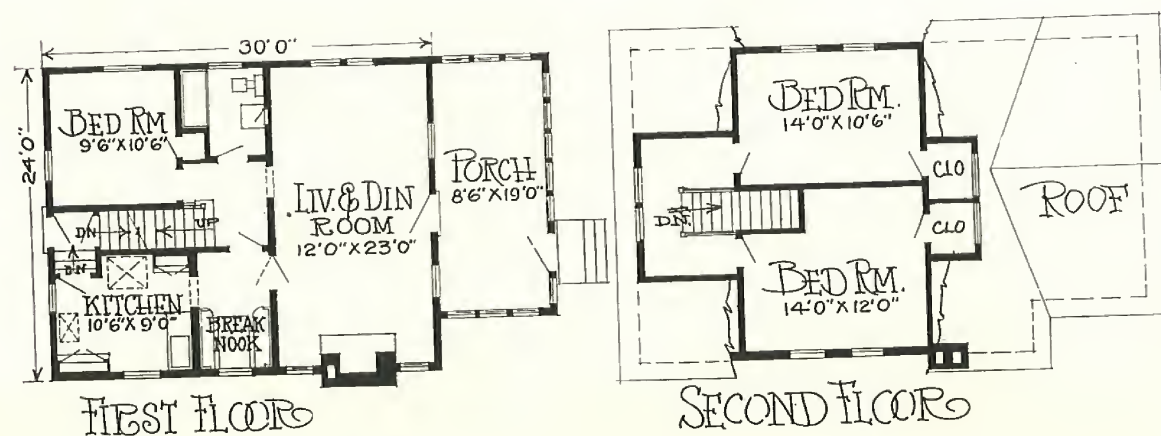 30'0"
24'0"
BED RM
9'6"X10'6"
LIV.& DIN
ROOM
12'0"X23'0"
PORCH
8'6"X19'0"
DN
UP
DN
KITCHEN
10'6"X9'0"
BREAK
NOOK
FIRST FLOOR
BED RM.
14'0"X10'6"
CLO
DN.
CLO
ROOF
BED RM.
14'0"X12'0"
SECOND FLOOR